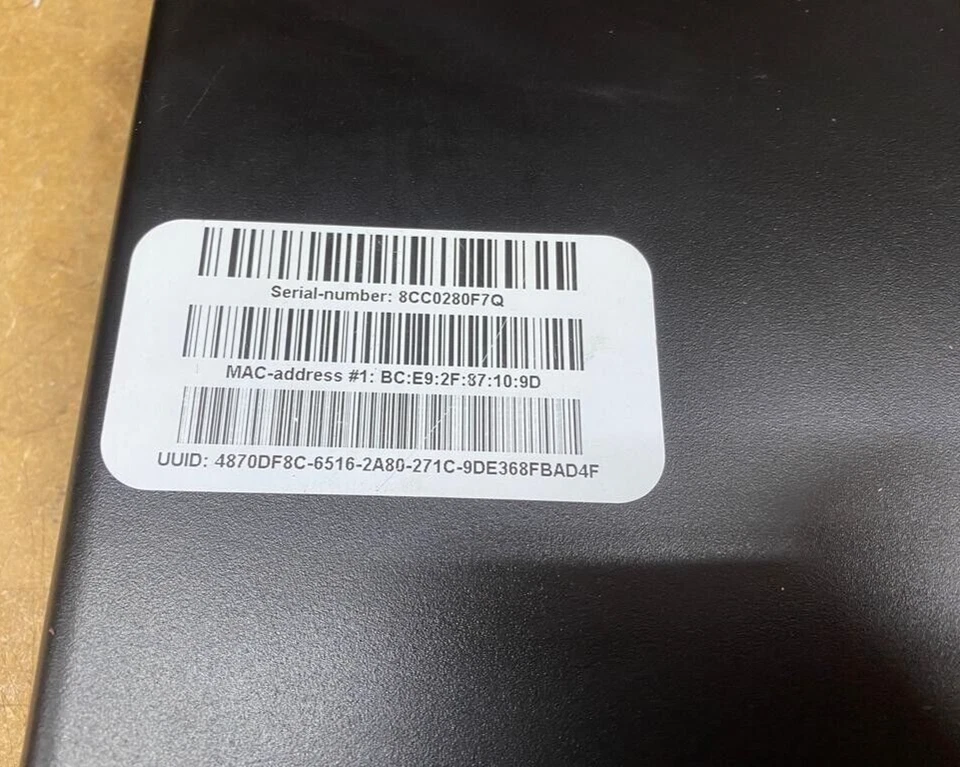 Serial-number: 8CC0280F7Q
MAC-address #1: BC:E9:2F:87:10:9D
UUID: 4870DF8C-6516-2A80-271C-9DE368FBAD4F